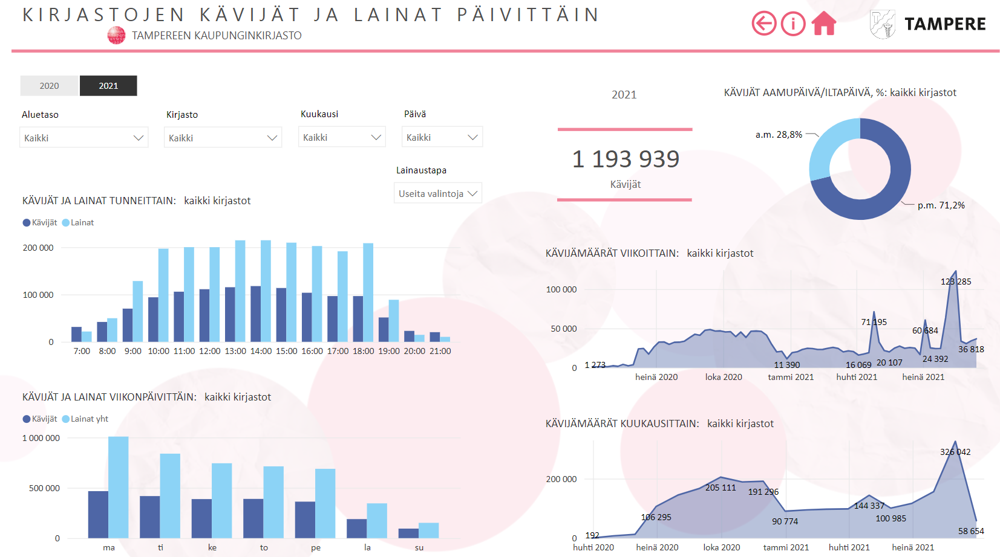 KIRJASTOJEN KÄVIJÄT JA LAINAT PÄIVITTÄIN
TAMPEREEN KAUPUNGINKIRJASTO
TAMPERE
2020
2021
Aluetaso
Kaikki
Kirjasto
Kaikki
Kuukausi
Kaikki
Päivä
Kaikki
Lainaustapa
Useita valintoja
2021
1 193 939
Kävijät
KÄVIJÄT AAMUPÄIVÄ/ILTAPÄIVÄ, %: kaikki kirjastot
a.m. 28,8%
p.m. 71,2%
KÄVIJÄT JA LAINAT TUNNEITTAIN: kaikki kirjastot
Kävijät Lainat
200 000
100 000
0
7:00 8:00 9:00 10:00 11:00 12:00 13:00 14:00 15:00 16:00 17:00 18:00 19:00 20:00 21:00
KÄVIJÄMÄÄRÄT VIIKOITTAIN: kaikki kirjastot
100 000
50 000
0
1 273
11 390
16 069
71 195
20 107
60 684
24 392
123 285
36 818
heinä 2020 loka 2020 tammi 2021 huhti 2021 heinä 2021
KÄVIJÄT JA LAINAT VIIKONPÄIVITTÄIN: kaikki kirjastot
Kävijät Lainat yht
1 000 000
500 000
0
ma ti ke to pe la su
KÄVIJÄMÄÄRÄT KUUKAUSITTAIN: kaikki kirjastot
200 000
0
192
106 295
205 111
191 296
90 774
144 337
100 985
326 042
58 654
huhti 2020 heinä 2020 loka 2020 tammi 2021 huhti 2021 heinä 2021